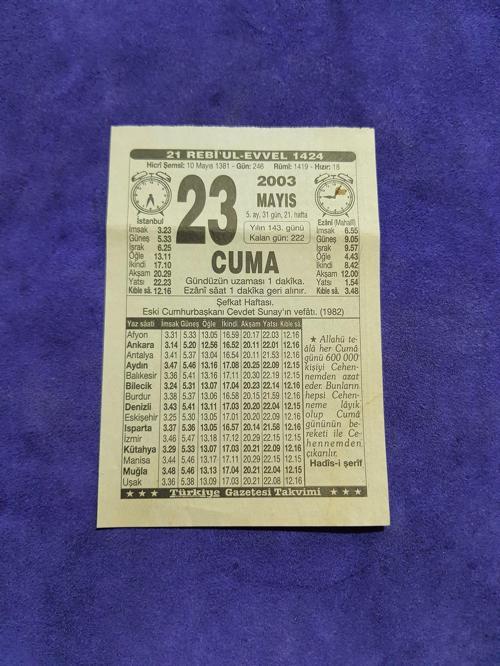 21 REBİ'UL-EVVEL 1424
Hicrî Şemsî: 10 Mayıs 1381 - Gün: 246 Rûmî: 1419 - Hızır: 18
23
2003
MAYIS
5. ay, 31 gün, 21. hafta
Yılın 143. günü
Kalan gün: 222
İstanbul
İmsak 3.23
Güneş 5.33
İşrak 6.25
Öğle 13.11
İkindi 17.10
Akşam 20.29
Yatsı 22.23
Kıble sâ. 12.16
Ezânî (Mahallî)
İmsak 6.55
Güneş 9.05
İşrak 9.57
Öğle 4.43
İkindi 8.42
Akşam 12.00
Yatsı 1.54
Kıble sâ. 3.48
CUMA
Gündüzün uzaması 1 dakîka.
Ezânî sâat 1 dakîka geri alınır.
Şefkat Haftası.
Eski Cumhurbaşkanı Cevdet Sunay'ın vefâtı. (1982)
Yaz sâati İmsak Güneş Öğle İkindi Akşam Yatsı Kıble sâ.
Afyon 3.31 5.33 13.05 16.59 20.17 22.03 12.16
Ankara 3.14 5.20 12.56 16.52 20.11 22.01 12.16
Antalya 3.41 5.37 13.04 16.54 20.11 21.53 12.15
Aydın 3.47 5.46 13.16 17.08 20.25 22.09 12.15
Balıkesir 3.36 5.41 13.16 17.11 20.30 22.19 12.15
Bilecik 3.24 5.31 13.07 17.04 20.23 22.14 12.16
Burdur 3.38 5.37 13.06 16.58 20.15 21.59 12.15
Denizli 3.43 5.41 13.11 17.03 20.20 22.04 12.15
Eskişehir 3.25 5.30 13.05 17.01 20.20 22.09 12.16
Isparta 3.37 5.36 13.05 16.57 20.14 21.58 12.16
İzmir 3.46 5.47 13.18 17.12 20.29 22.15 12.15
Kütahya 3.29 5.33 13.07 17.03 20.21 22.09 12.16
Manisa 3.44 5.46 13.17 17.11 20.29 22.15 12.15
Muğla 3.48 5.46 13.13 17.04 20.21 22.04 12.15
Uşak 3.36 5.38 13.09 17.03 20.21 22.08 12.16
★ Allahü te-
âlâ her Cumâ
günü 600 000
kişiyi Cehen-
nemden azat
eder. Bunların
hepsi Cehen-
neme lâyık
olup Cumâ
gününün be-
reketi ile Ce-
hennemden
çıkarılır.
Hadîs-i şerîf
★ ★ ★ Türkiye Gazetesi Takvimi ★ ★ ★